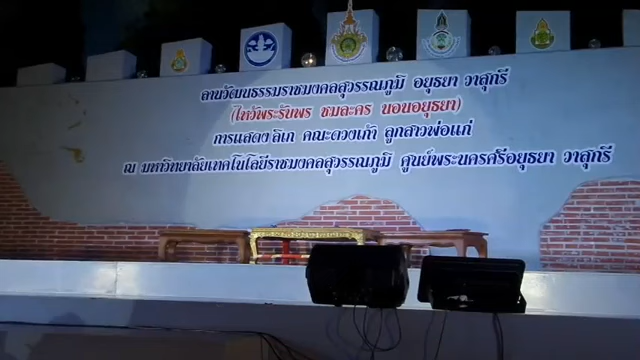 ลานวัฒนธรรมราชมงคลสุวรรณภูมิ อยุธยา วาสุกรี
(ไหว้พระรับพร ชมละคร นอนอยุธยา)
การแสดง ลิเก คณะดวงแก้ว ลูกสาวพ่อแก่
ณ มหาวิทยาลัยเทคโนโลยีราชมงคลสุวรรณภูมิ ศูนย์พระนครศรีอยุธยา วาสุกรี